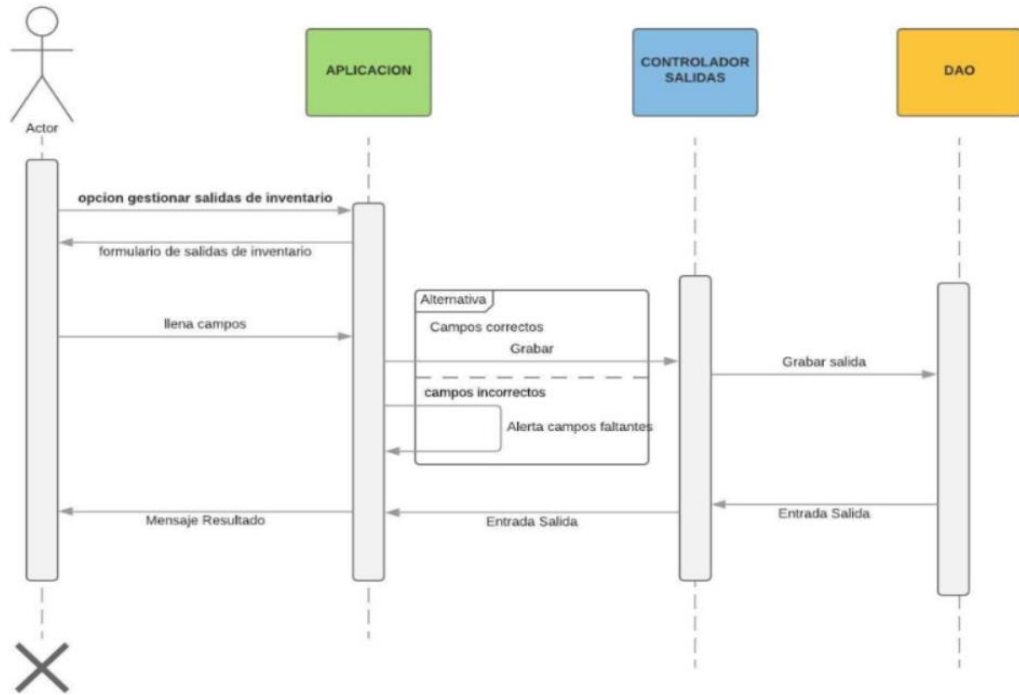 Actor
APLICACION
CONTROLADOR
SALIDAS
DAO
opcion gestionar salidas de inventario
formulario de salidas de inventario
Alternativa
Campos correctos
llena campos
Grabar
Grabar salida
campos incorrectos
Alerta campos faltantes
Mensaje Resultado
Entrada Salida
Entrada Salida